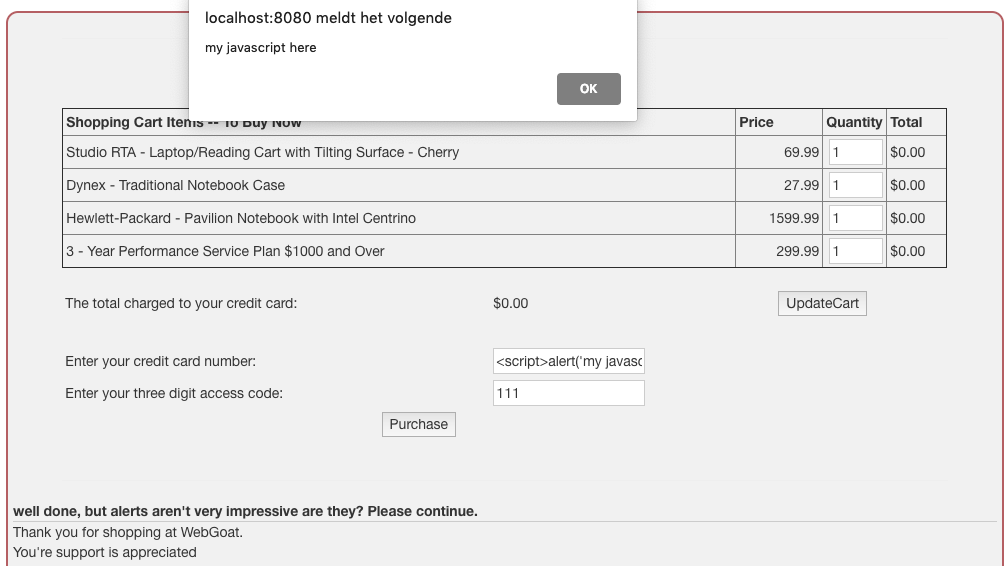 localhost:8080 meldt het volgende
my javascript here
OK
Shopping Cart Items -- To Buy Now Price Quantity Total
Studio RTA - Laptop/Reading Cart with Tilting Surface - Cherry 69.99 1 $0.00
Dynex - Traditional Notebook Case 27.99 1 $0.00
Hewlett-Packard - Pavilion Notebook with Intel Centrino 1599.99 1 $0.00
3 - Year Performance Service Plan $1000 and Over 299.99 1 $0.00
The total charged to your credit card: $0.00 UpdateCart
Enter your credit card number: <script>alert('my javasc
Enter your three digit access code: 111
Purchase
well done, but alerts aren't very impressive are they? Please continue.
Thank you for shopping at WebGoat.
You're support is appreciated